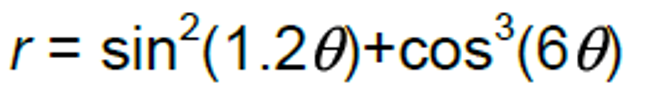 r = sin²(1.2θ)+cos³(6θ)